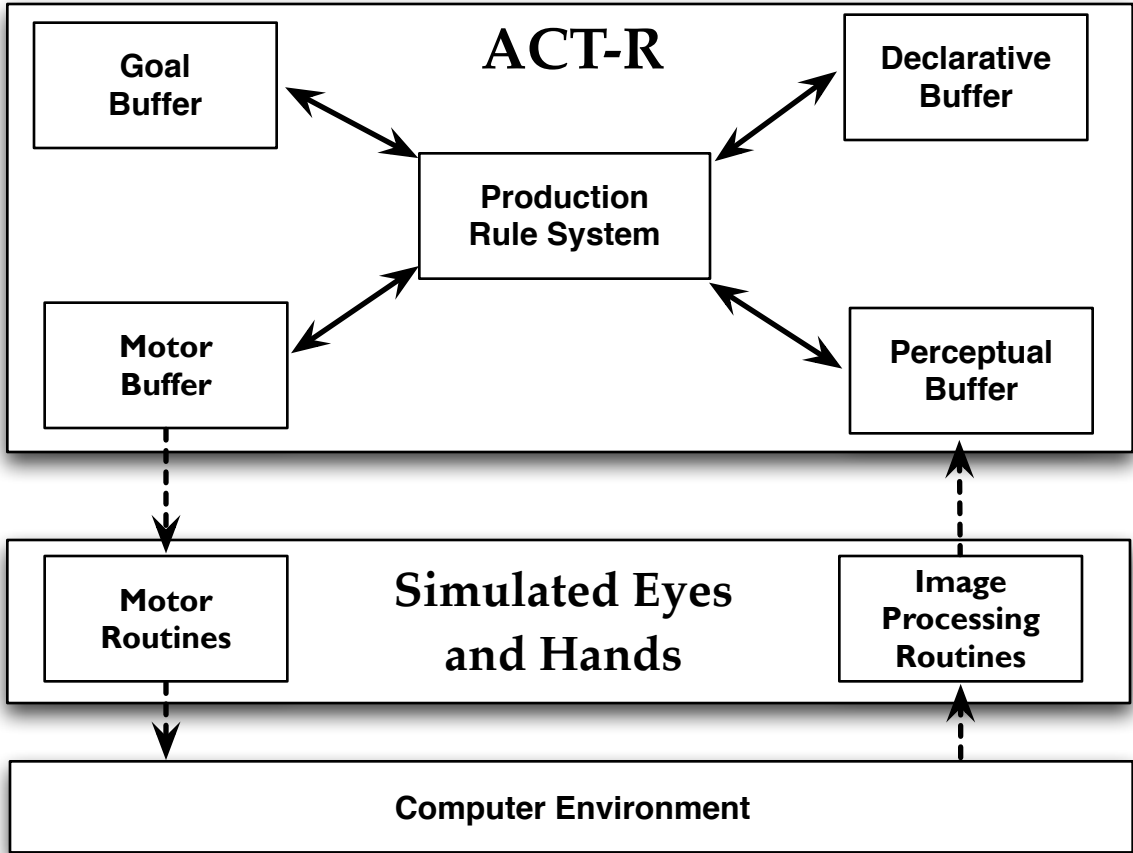 ACT-R
Goal
Buffer
Declarative
Buffer
Production
Rule System
Motor
Buffer
Perceptual
Buffer
Motor
Routines
Simulated Eyes
and Hands
Image
Processing
Routines
Computer Environment